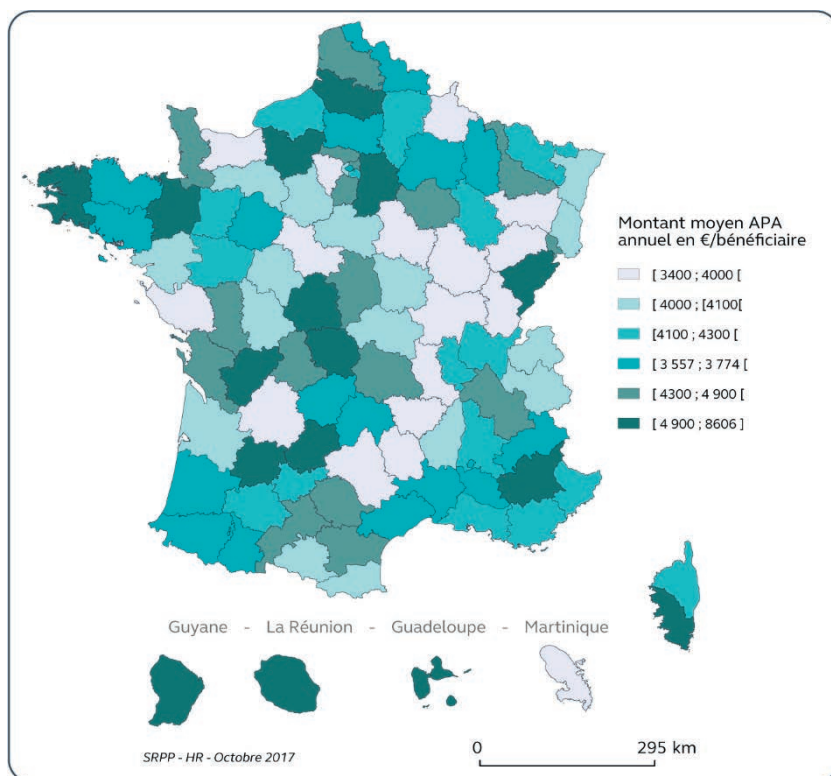 Montant moyen APA
annuel en €/bénéficiaire
[ 3400 ; 4000 [
[ 4000 ; [4100[
[4100 ; 4300 [
[ 3 557 ; 3 774 [
[ 4300 ; 4 900 [
[ 4 900 ; 8606 ]
Guyane - La Réunion - Guadeloupe - Martinique
SRPP - HR - Octobre 2017
0 295 km